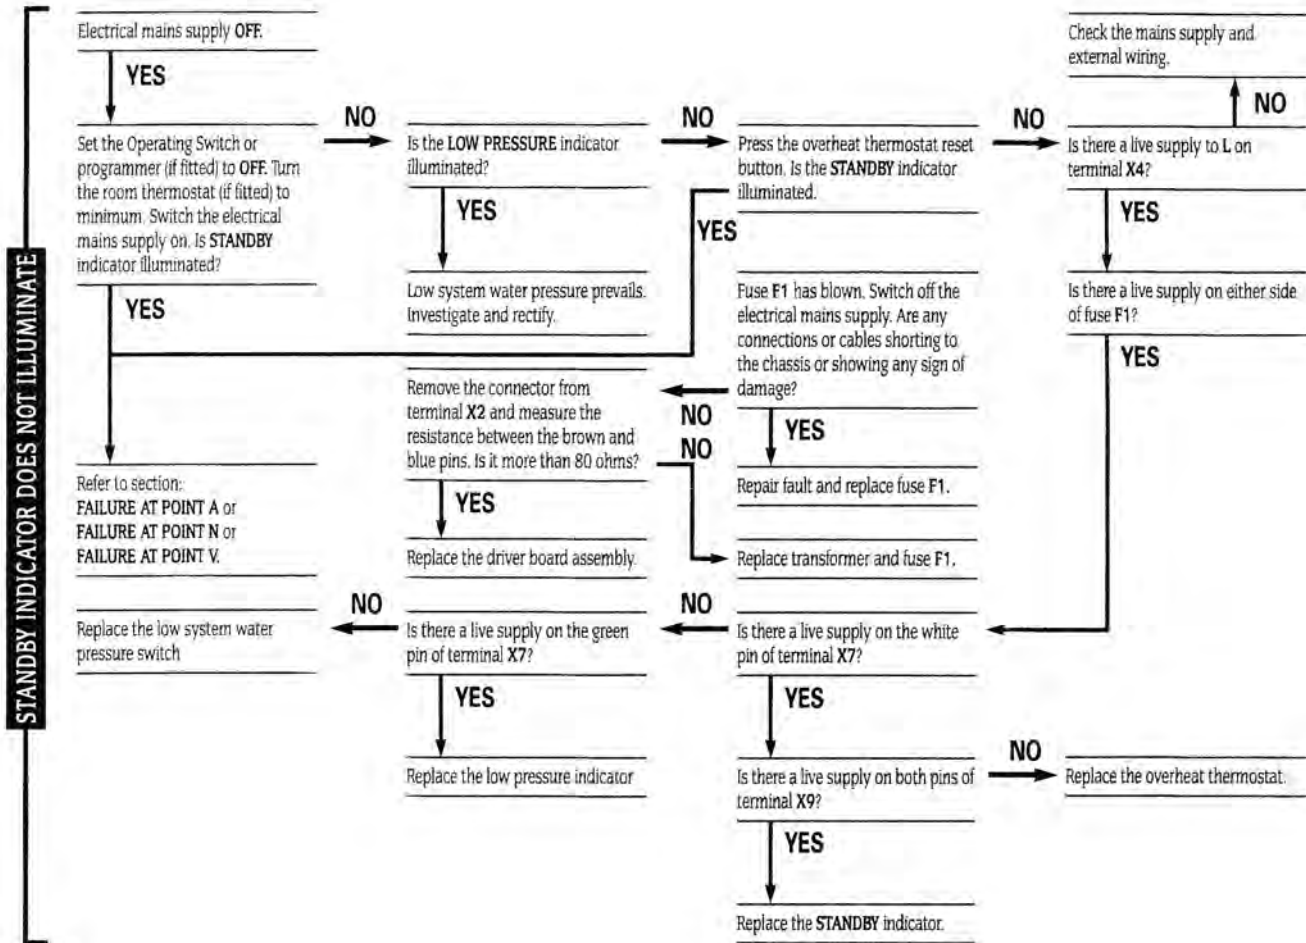 STANDBY INDICATOR DOES NOT ILLUMINATE
Electrical mains supply OFF.
YES
Set the Operating Switch or
programmer (if fitted) to OFF. Turn
the room thermostat (if fitted) to
minimum. Switch the electrical
mains supply on. Is STANDBY
indicator illuminated?
NO
YES
Refer to section:
FAILURE AT POINT A or
FAILURE AT POINT N or
FAILURE AT POINT V.
Is the LOW PRESSURE indicator
illuminated?
NO
YES
Low system water pressure prevails.
Investigate and rectify.
Press the overheat thermostat reset
button. Is the STANDBY indicator
illuminated.
NO
YES
Check the mains supply and
external wiring.
NO
Is there a live supply to L on
terminal X4?
YES
Is there a live supply on either side
of fuse F1?
YES
Fuse F1 has blown. Switch off the
electrical mains supply. Are any
connections or cables shorting to
the chassis or showing any sign of
damage?
NO
YES
Repair fault and replace fuse F1.
Remove the connector from
terminal X2 and measure the
resistance between the brown and
blue pins. Is it more than 80 ohms?
NO
YES
Replace the driver board assembly.
Replace transformer and fuse F1.
Is there a live supply on the white
pin of terminal X7?
NO
YES
Is there a live supply on the green
pin of terminal X7?
NO
YES
Replace the low system water
pressure switch
Replace the low pressure indicator
Is there a live supply on both pins of
terminal X9?
NO
Replace the overheat thermostat.
YES
Replace the STANDBY indicator.